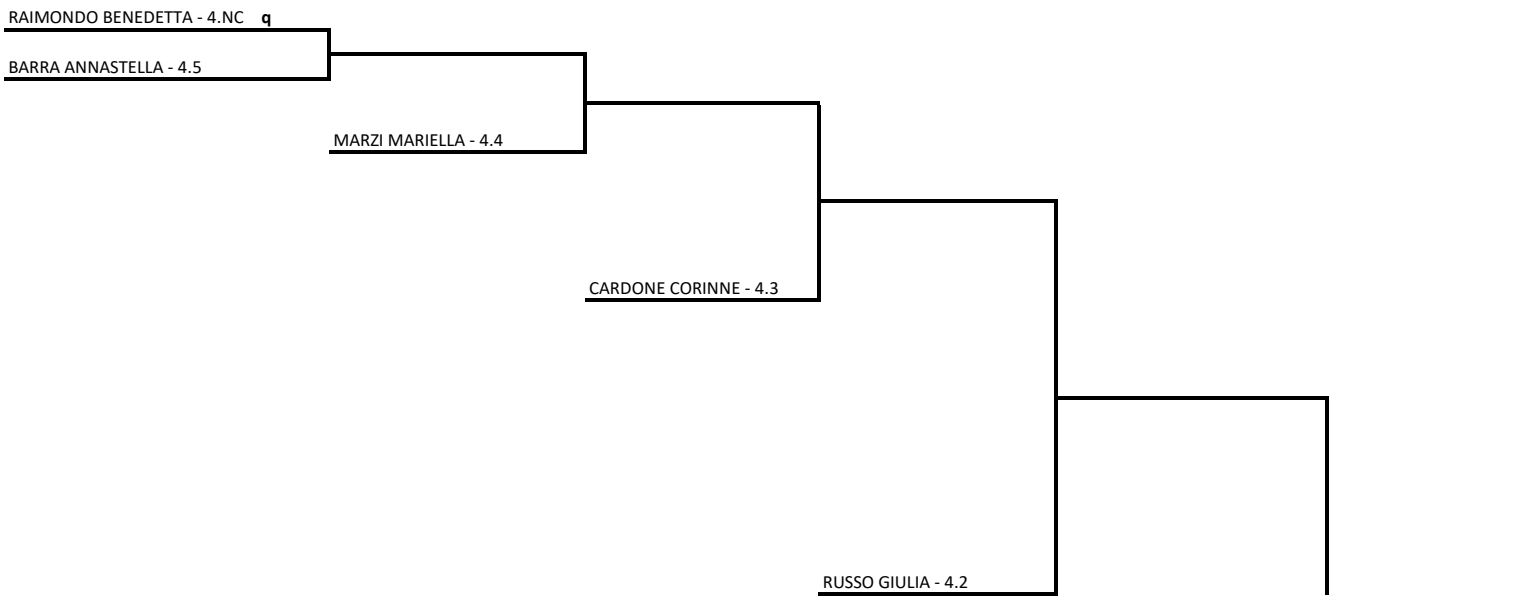 RAIMONDO BENEDETTA - 4.NC q
BARRA ANNASTELLA - 4.5
MARZI MARIELLA - 4.4
CARDONE CORINNE - 4.3
RUSSO GIULIA - 4.2